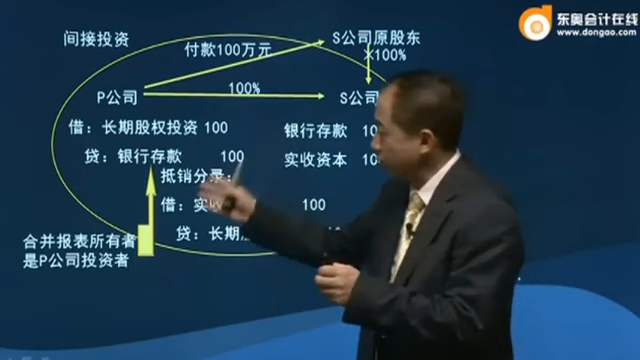 东奥会计在线
www.dongao.com
间接投资
付款100万元
S公司原股东
100%
P公司
100%
S公司
借：长期股权投资 100
银行存款
贷：银行存款 100
实收资本
抵销分录：
借：实收
100
合并报表所有者
是P公司投资者
贷：长期